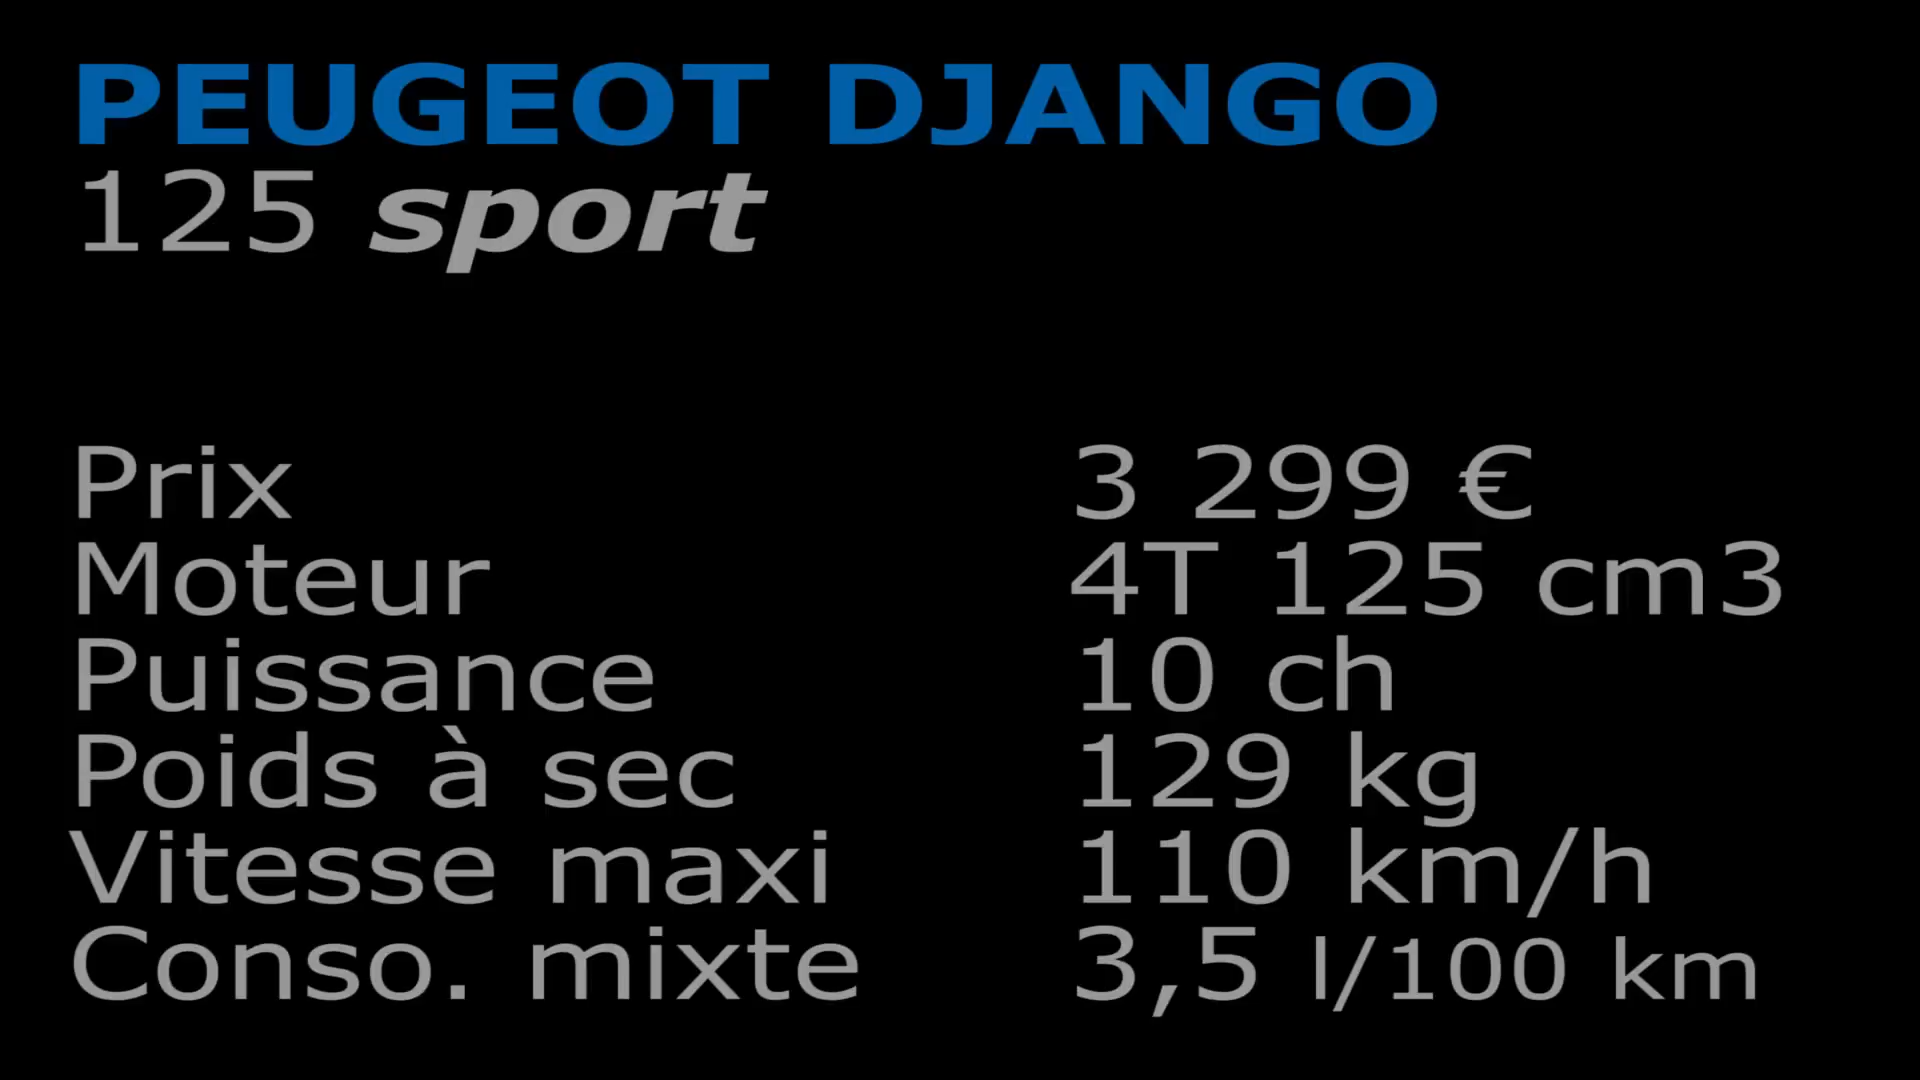 PEUGEOT DJANGO
125 sport
Prix 3 299 €
Moteur 4T 125 cm3
Puissance 10 ch
Poids à sec 129 kg
Vitesse maxi 110 km/h
Conso. mixte 3,5 l/100 km